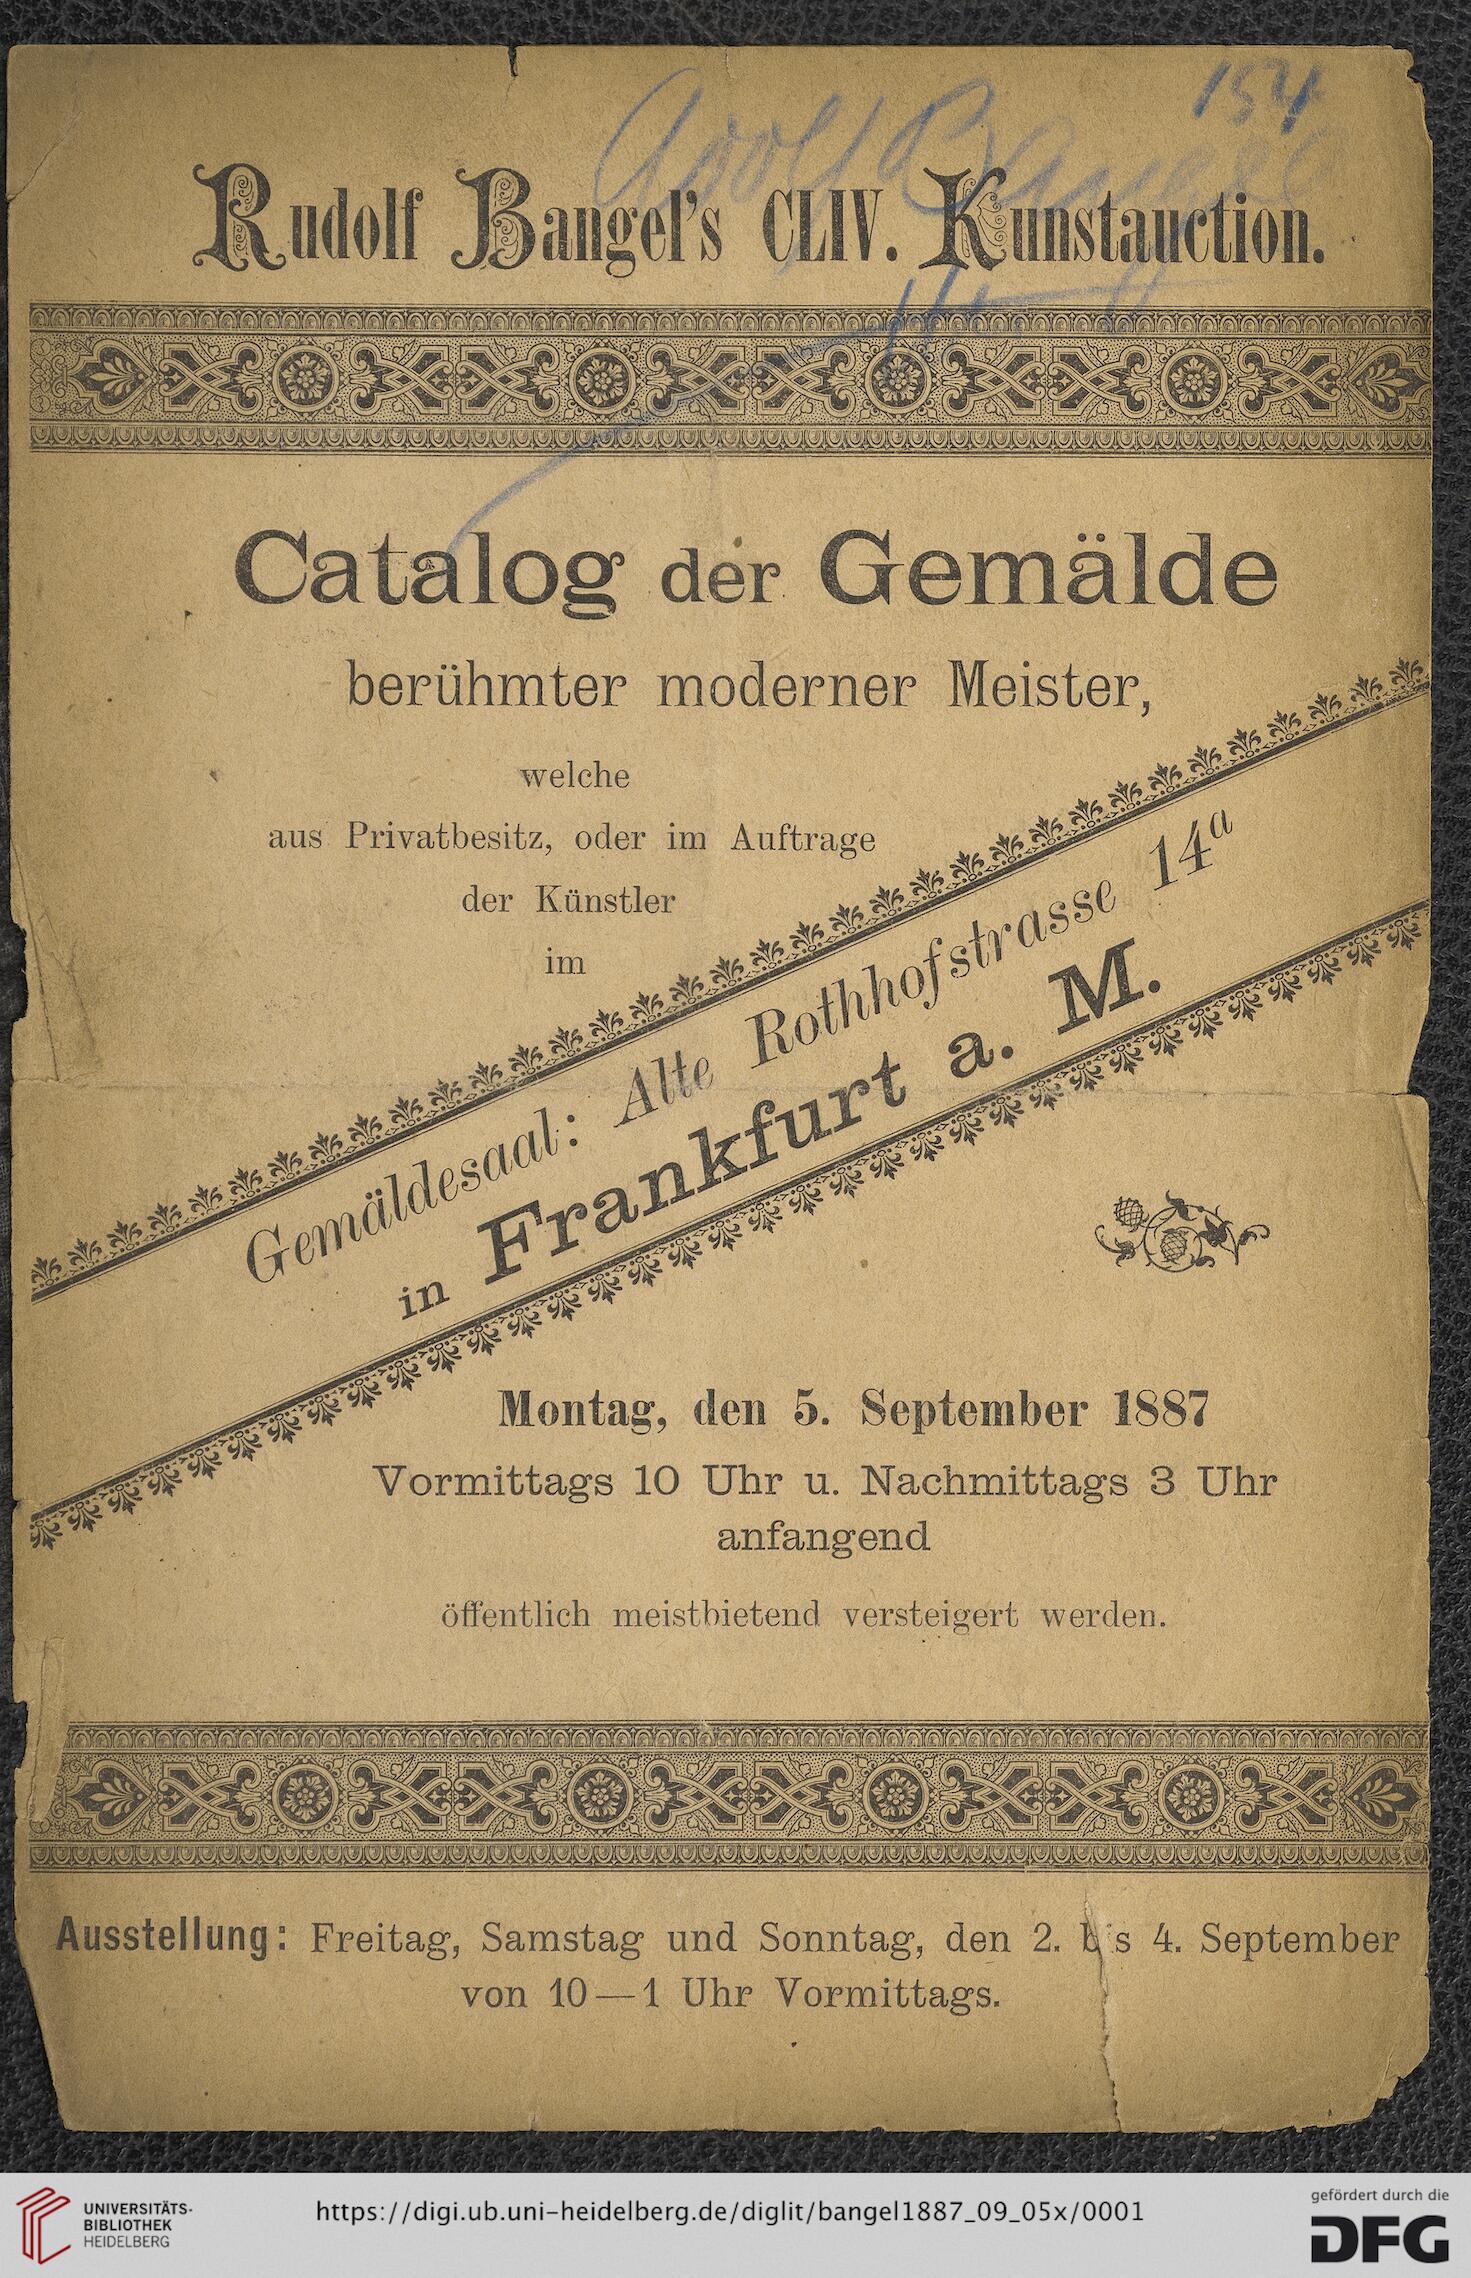 154
Rudolf Bangel's CLIV. Kunstauction.
Catalog der Gemälde
berühmter moderner Meister,
welche
aus Privatbesitz, oder im Auftrage
der Künstler
im
Gemäldesaal: Alte Rothhofstrasse 14a
in Frankfurt a. M.
Montag, den 5. September 1887
Vormittags 10 Uhr u. Nachmittags 3 Uhr
anfangend
öffentlich meistbietend versteigert werden.
Ausstellung: Freitag, Samstag und Sonntag, den 2. bis 4. September
von 10—1 Uhr Vormittags.
UNIVERSITÄTS-
BIBLIOTHEK
HEIDELBERG
https://digi.ub.uni-heidelberg.de/diglit/bangel1887_09_05x/0001
gefördert durch die
DFG